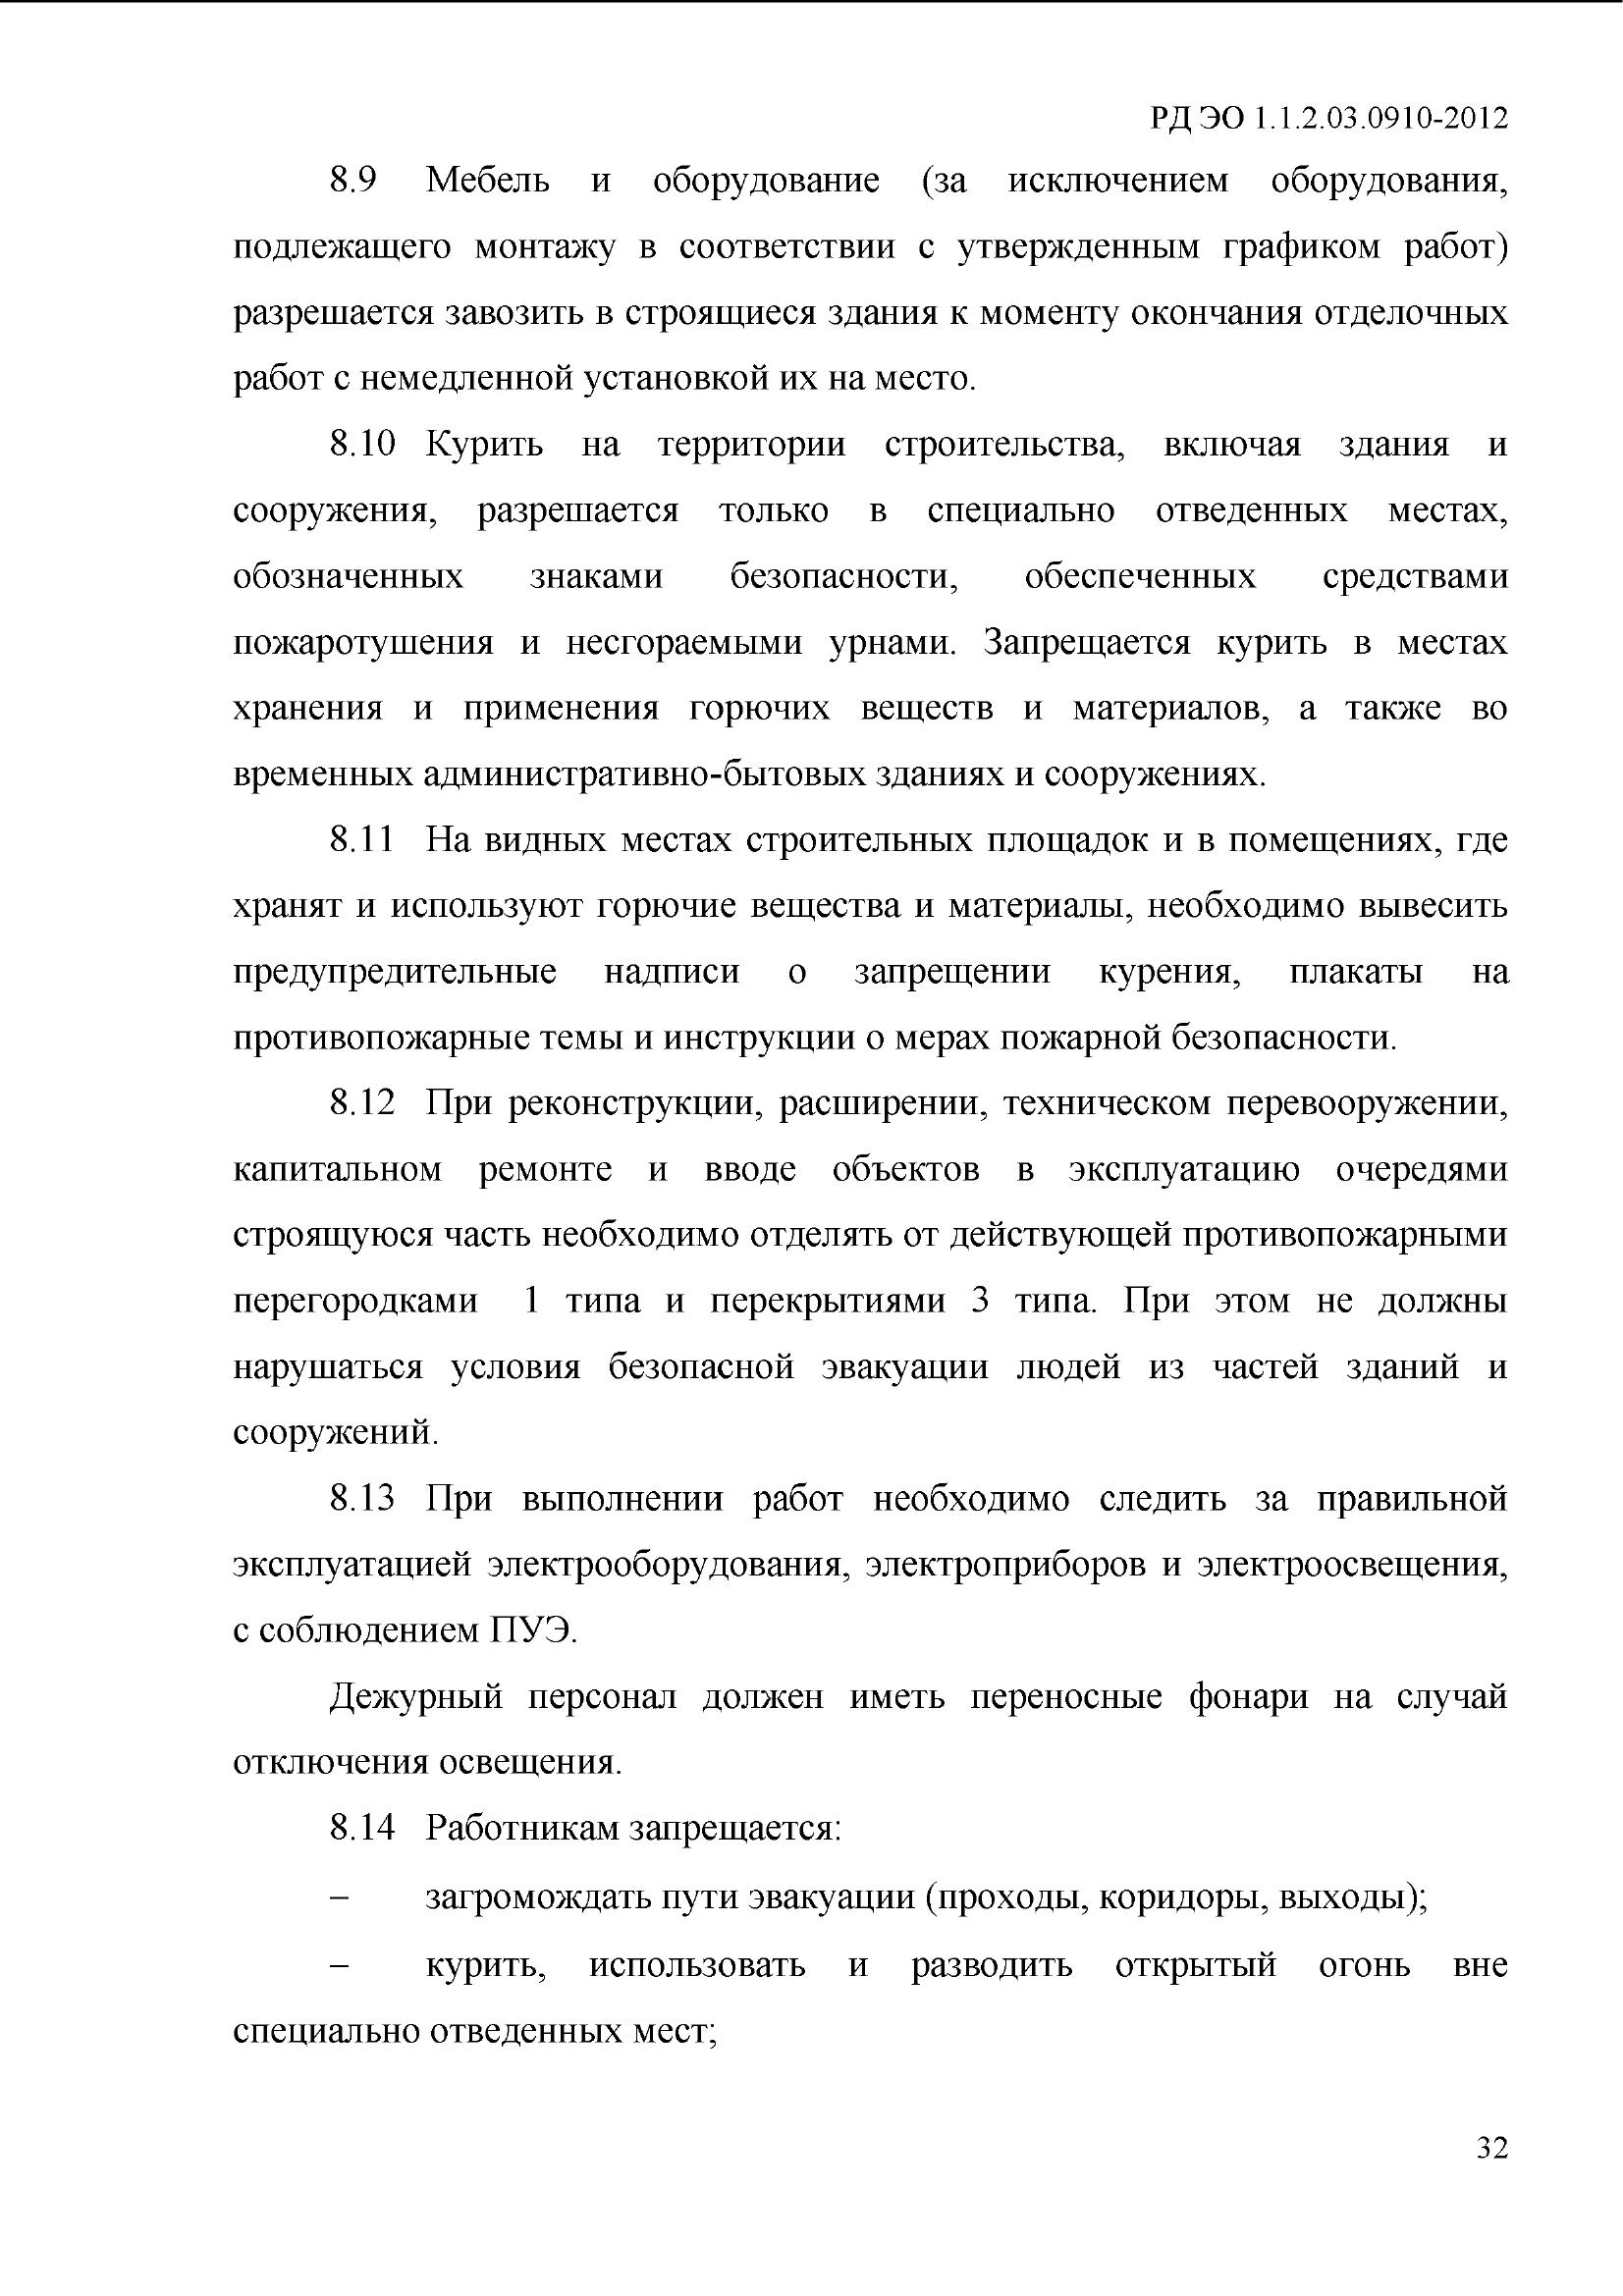 РД ЭО 1.1.2.03.0910-2012
8.9 Мебель и оборудование (за исключением оборудования,
подлежащего монтажу в соответствии с утвержденным графиком работ)
разрешается завозить в строящиеся здания к моменту окончания отделочных
работ с немедленной установкой их на место.
8.10 Курить на территории строительства, включая здания и
сооружения, разрешается только в специально отведенных местах,
обозначенных знаками безопасности, обеспеченных средствами
пожаротушения и несгораемыми урнами. Запрещается курить в местах
хранения и применения горючих веществ и материалов, а также во
временных административно-бытовых зданиях и сооружениях.
8.11 На видных местах строительных площадок и в помещениях, где
хранят и используют горючие вещества и материалы, необходимо вывесить
предупредительные надписи о запрещении курения, плакаты на
противопожарные темы и инструкции о мерах пожарной безопасности.
8.12 При реконструкции, расширении, техническом перевооружении,
капитальном ремонте и вводе объектов в эксплуатацию очередями
строящуюся часть необходимо отделять от действующей противопожарными
перегородками 1 типа и перекрытиями 3 типа. При этом не должны
нарушаться условия безопасной эвакуации людей из частей зданий и
сооружений.
8.13 При выполнении работ необходимо следить за правильной
эксплуатацией электрооборудования, электроприборов и электроосвещения,
с соблюдением ПУЭ.
Дежурный персонал должен иметь переносные фонари на случай
отключения освещения.
8.14 Работникам запрещается:
– загромождать пути эвакуации (проходы, коридоры, выходы);
– курить, использовать и разводить открытый огонь вне
специально отведенных мест;
32